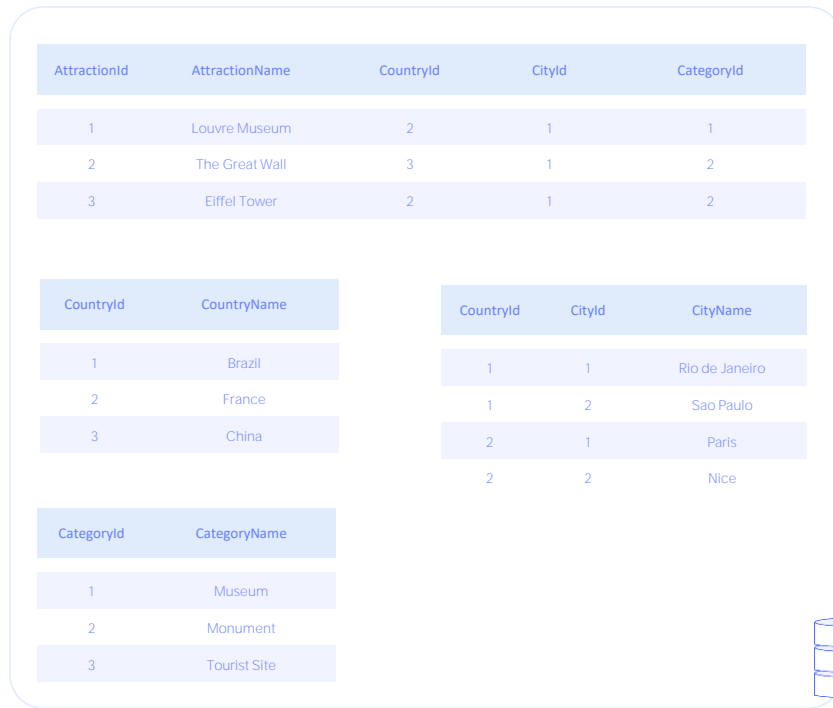 AttractionId AttractionName CountryId CityId CategoryId
1 Louvre Museum 2 1 1
2 The Great Wall 3 1 2
3 Eiffel Tower 2 1 2
CountryId CountryName
1 Brazil
2 France
3 China
CountryId CityId CityName
1 1 Rio de Janeiro
1 2 Sao Paulo
2 1 Paris
2 2 Nice
CategoryId CategoryName
1 Museum
2 Monument
3 Tourist Site